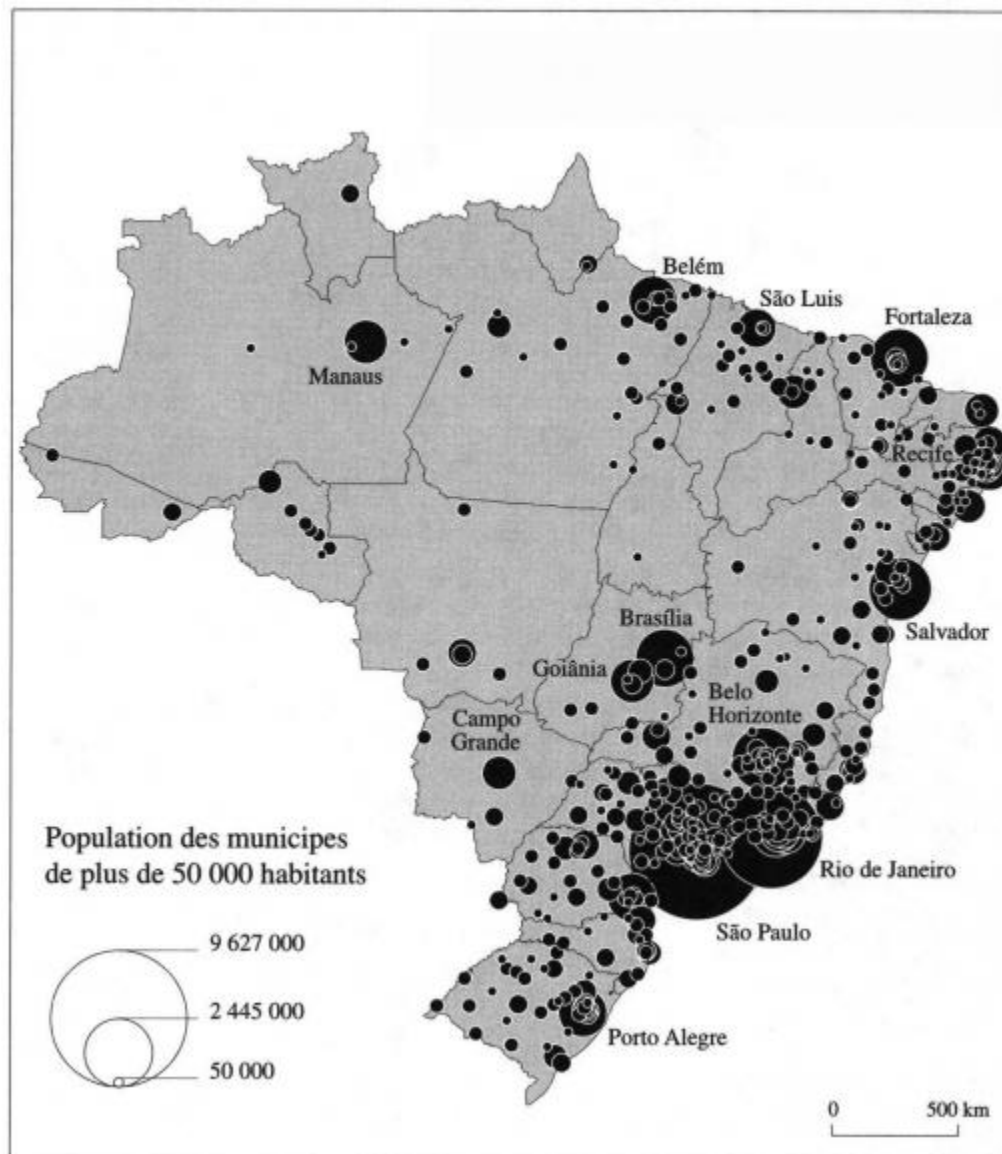 Belém
São Luis
Fortaleza
Manaus
Recife
Brasília
Salvador
Goiânia
Belo
Horizonte
Campo
Grande
Population des municipes
de plus de 50 000 habitants
Rio de Janeiro
São Paulo
9 627 000
2 445 000
50 000
Porto Alegre
0 500 km